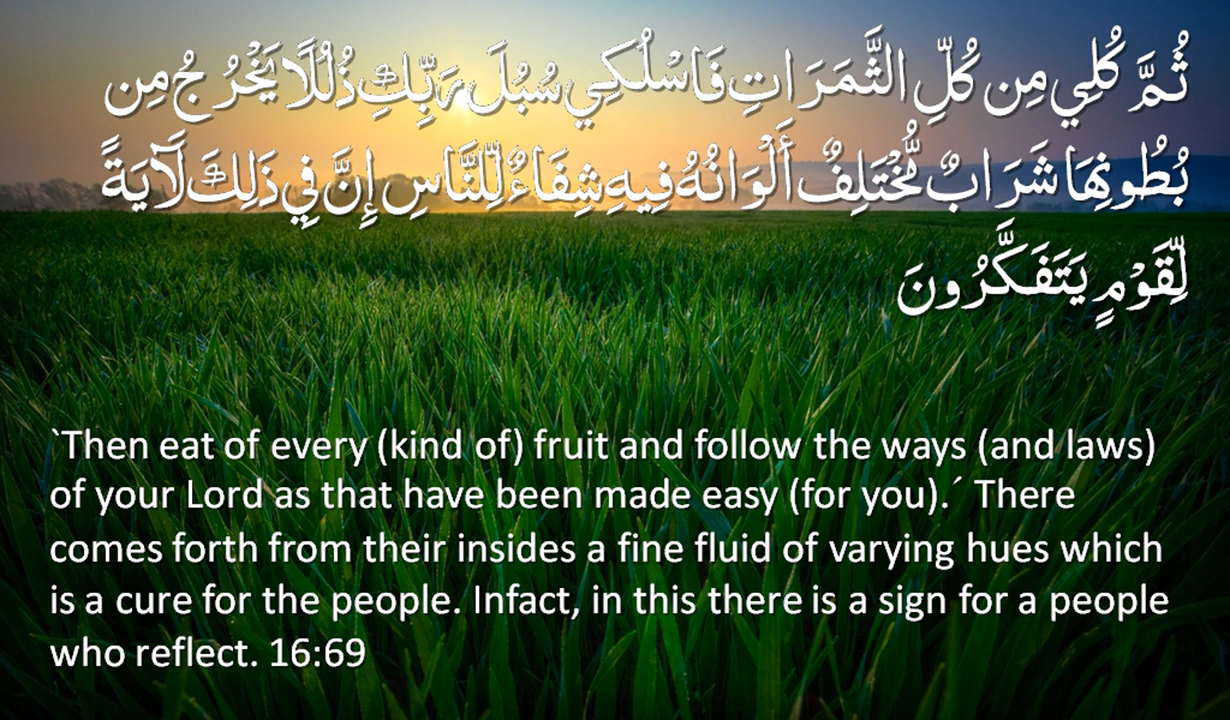 ثُمَّ كُلِي مِن كُلِّ الثَّمَرَاتِ فَاسْلُكِي سُبُلَ رَبِّكِ ذُلُلًا يَخْرُجُ مِن
بُطُونِهَا شَرَابٌ مُّخْتَلِفٌ أَلْوَانُهُ فِيهِ شِفَاءٌ لِّلنَّاسِ إِنَّ فِي ذَلِكَ لَآيَةً
لِّقَوْمٍ يَتَفَكَّرُونَ
`Then eat of every (kind of) fruit and follow the ways (and laws)
of your Lord as that have been made easy (for you).´ There
comes forth from their insides a fine fluid of varying hues which
is a cure for the people. Infact, in this there is a sign for a people
who reflect. 16:69